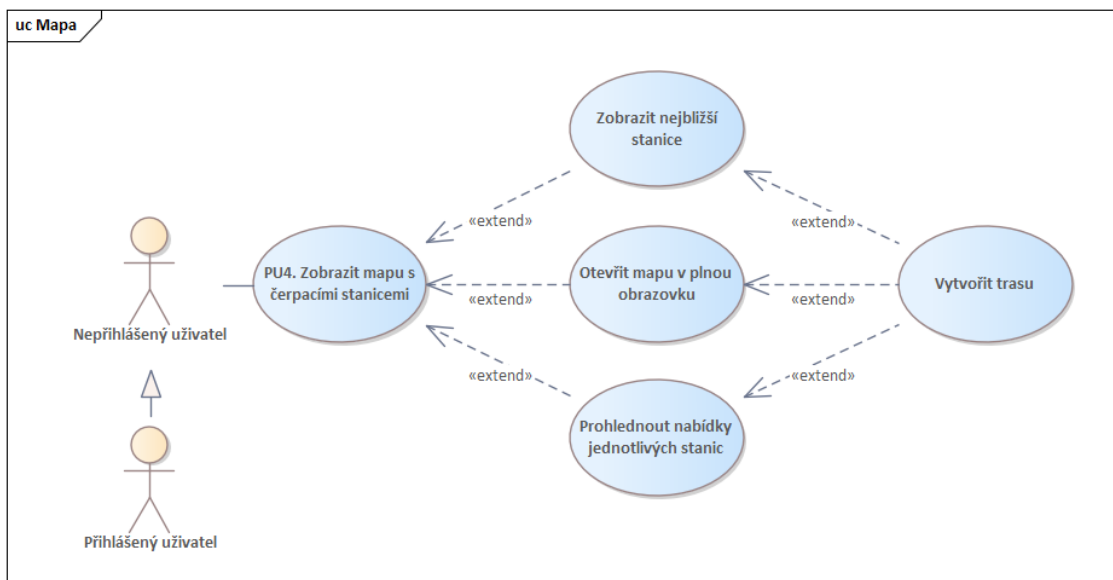 uc Mapa
Zobrazit nejbližší
stanice
«extend»
«extend»
PU4. Zobrazit mapu s
čerpacími stanicemi
Otevřít mapu v plnou
obrazovku
Vytvořit trasu
«extend»
«extend»
Nepřihlášený uživatel
«extend»
«extend»
Prohlednout nabídky
jednotlivých stanic
Přihlášený uživatel